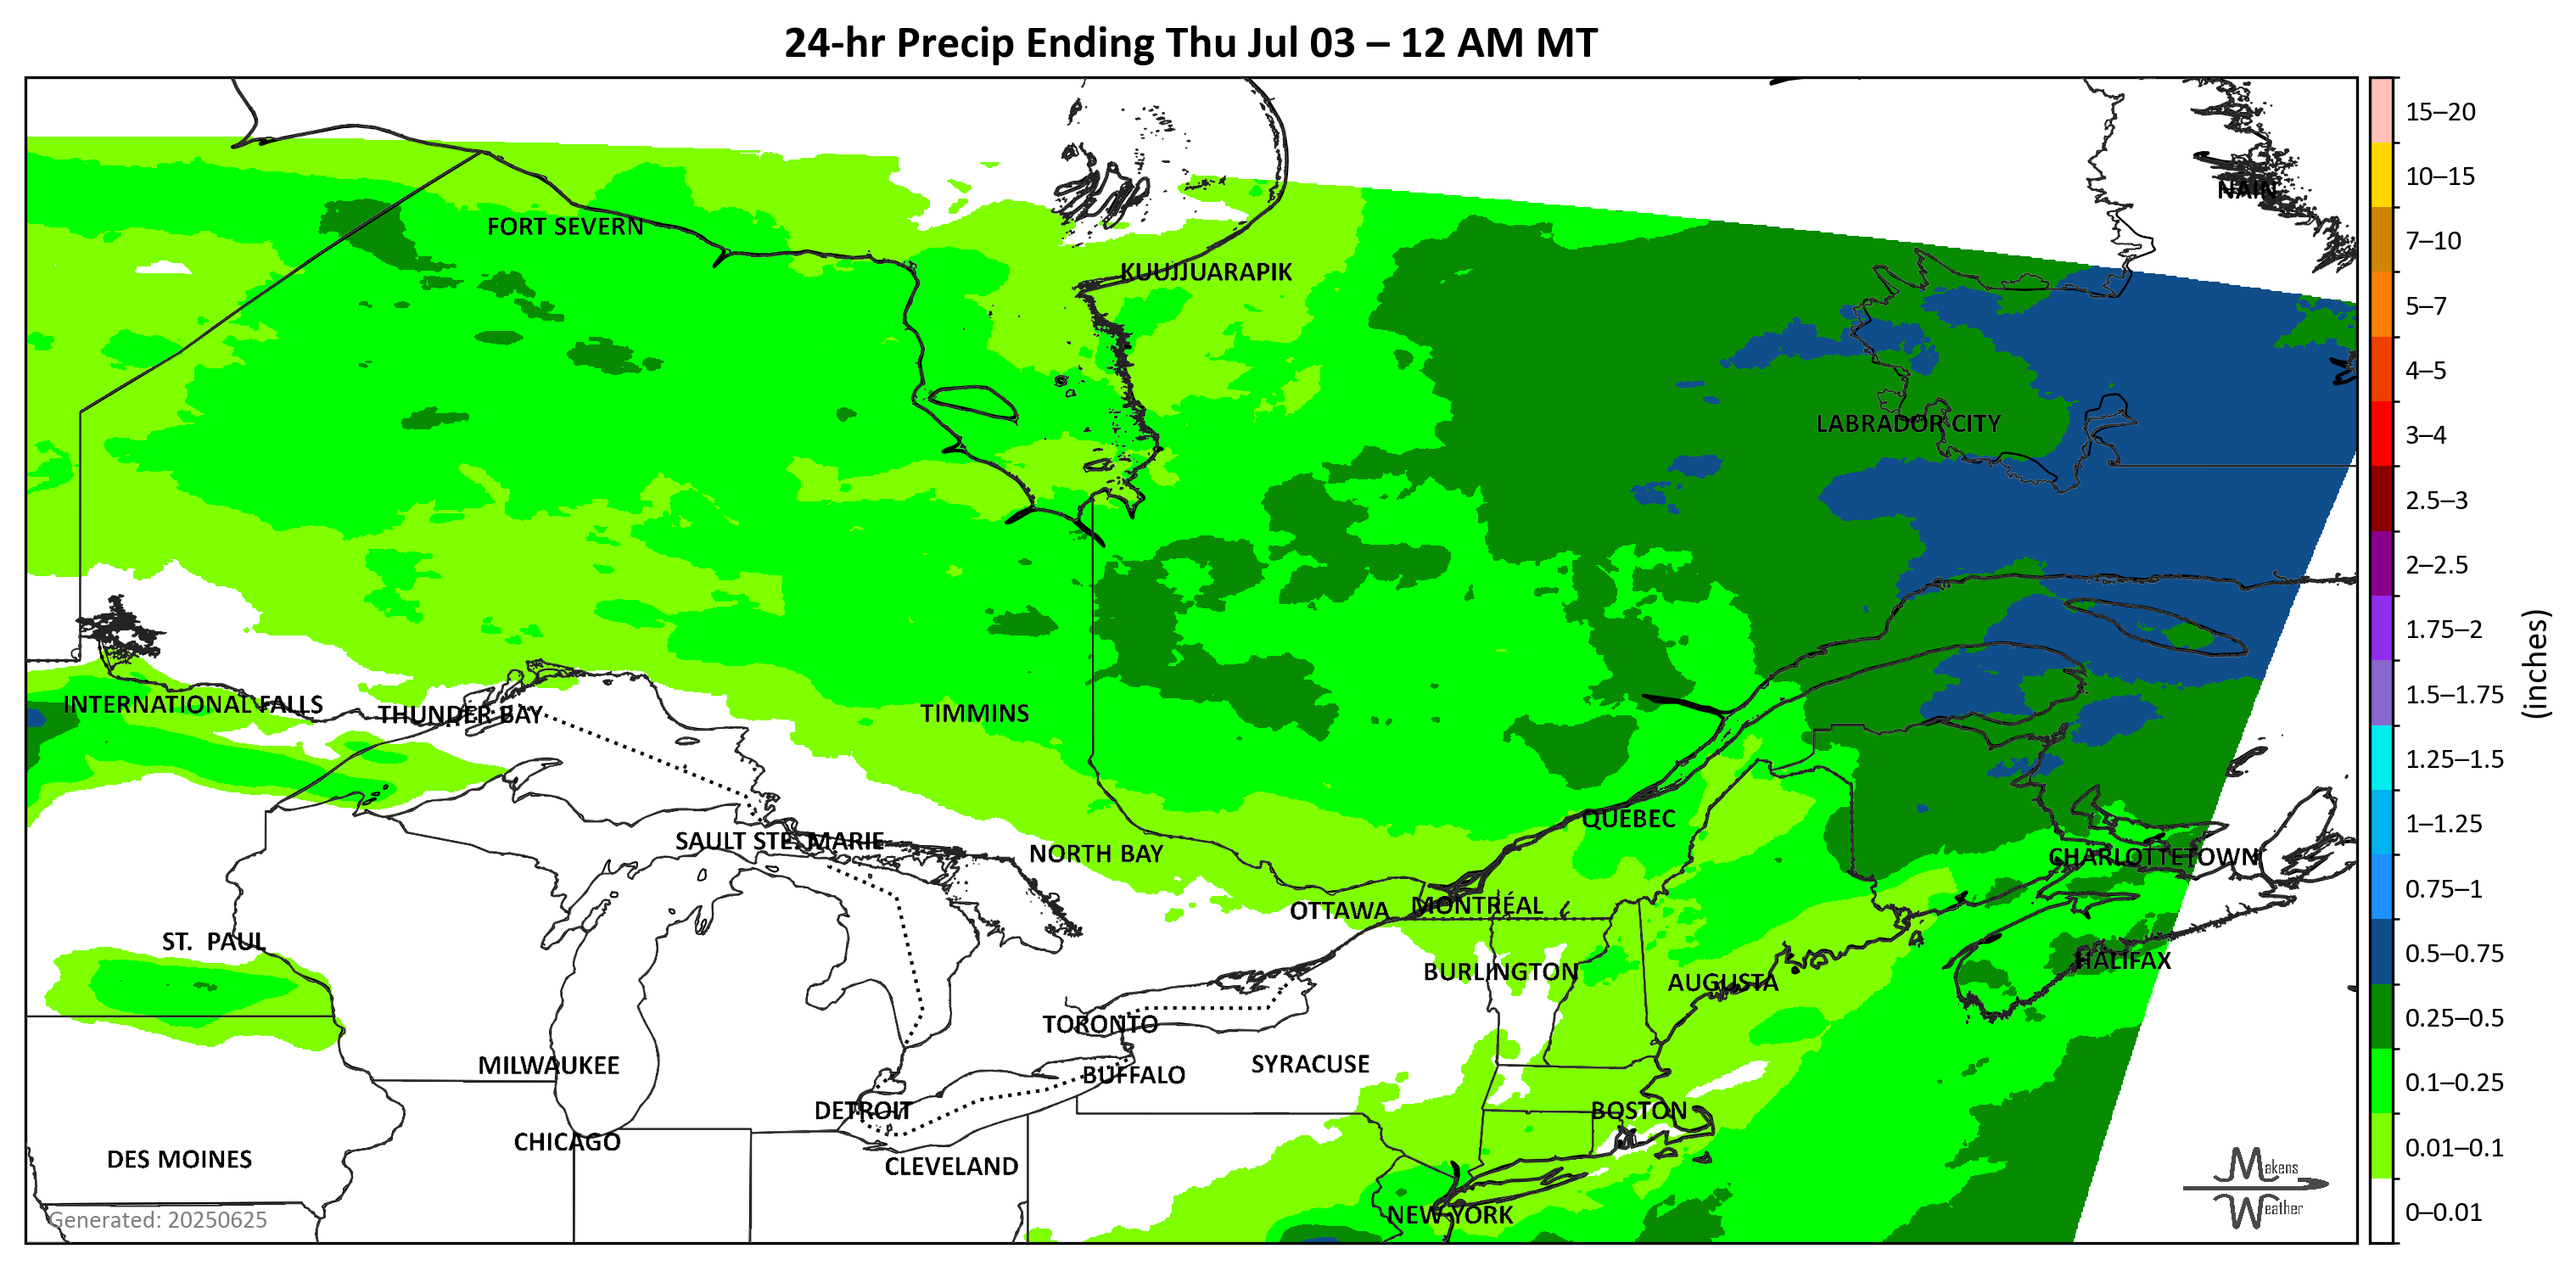 24-hr Precip Ending Thu Jul 03 – 12 AM MT
15–20
10–15
7–10
5–7
4–5
3–4
2.5–3
2–2.5
1.75–2
1.5–1.75
1.25–1.5
1–1.25
0.75–1
0.5–0.75
0.25–0.5
0.1–0.25
0.01–0.1
0–0.01
(inches)
NAIN
FORT SEVERN
KUUJJUARAPIK
LABRADOR CITY
INTERNATIONAL FALLS
THUNDER BAY
TIMMINS
QUEBEC
SAULT STE. MARIE
NORTH BAY
CHARLOTTETOWN
OTTAWA
MONTRÉAL
ST. PAUL
HALIFAX
BURLINGTON
AUGUSTA
TORONTO
MILWAUKEE
SYRACUSE
BUFFALO
DETROIT
BOSTON
CHICAGO
DES MOINES
CLEVELAND
NEW YORK
Generated: 20250625
Makens
Weather